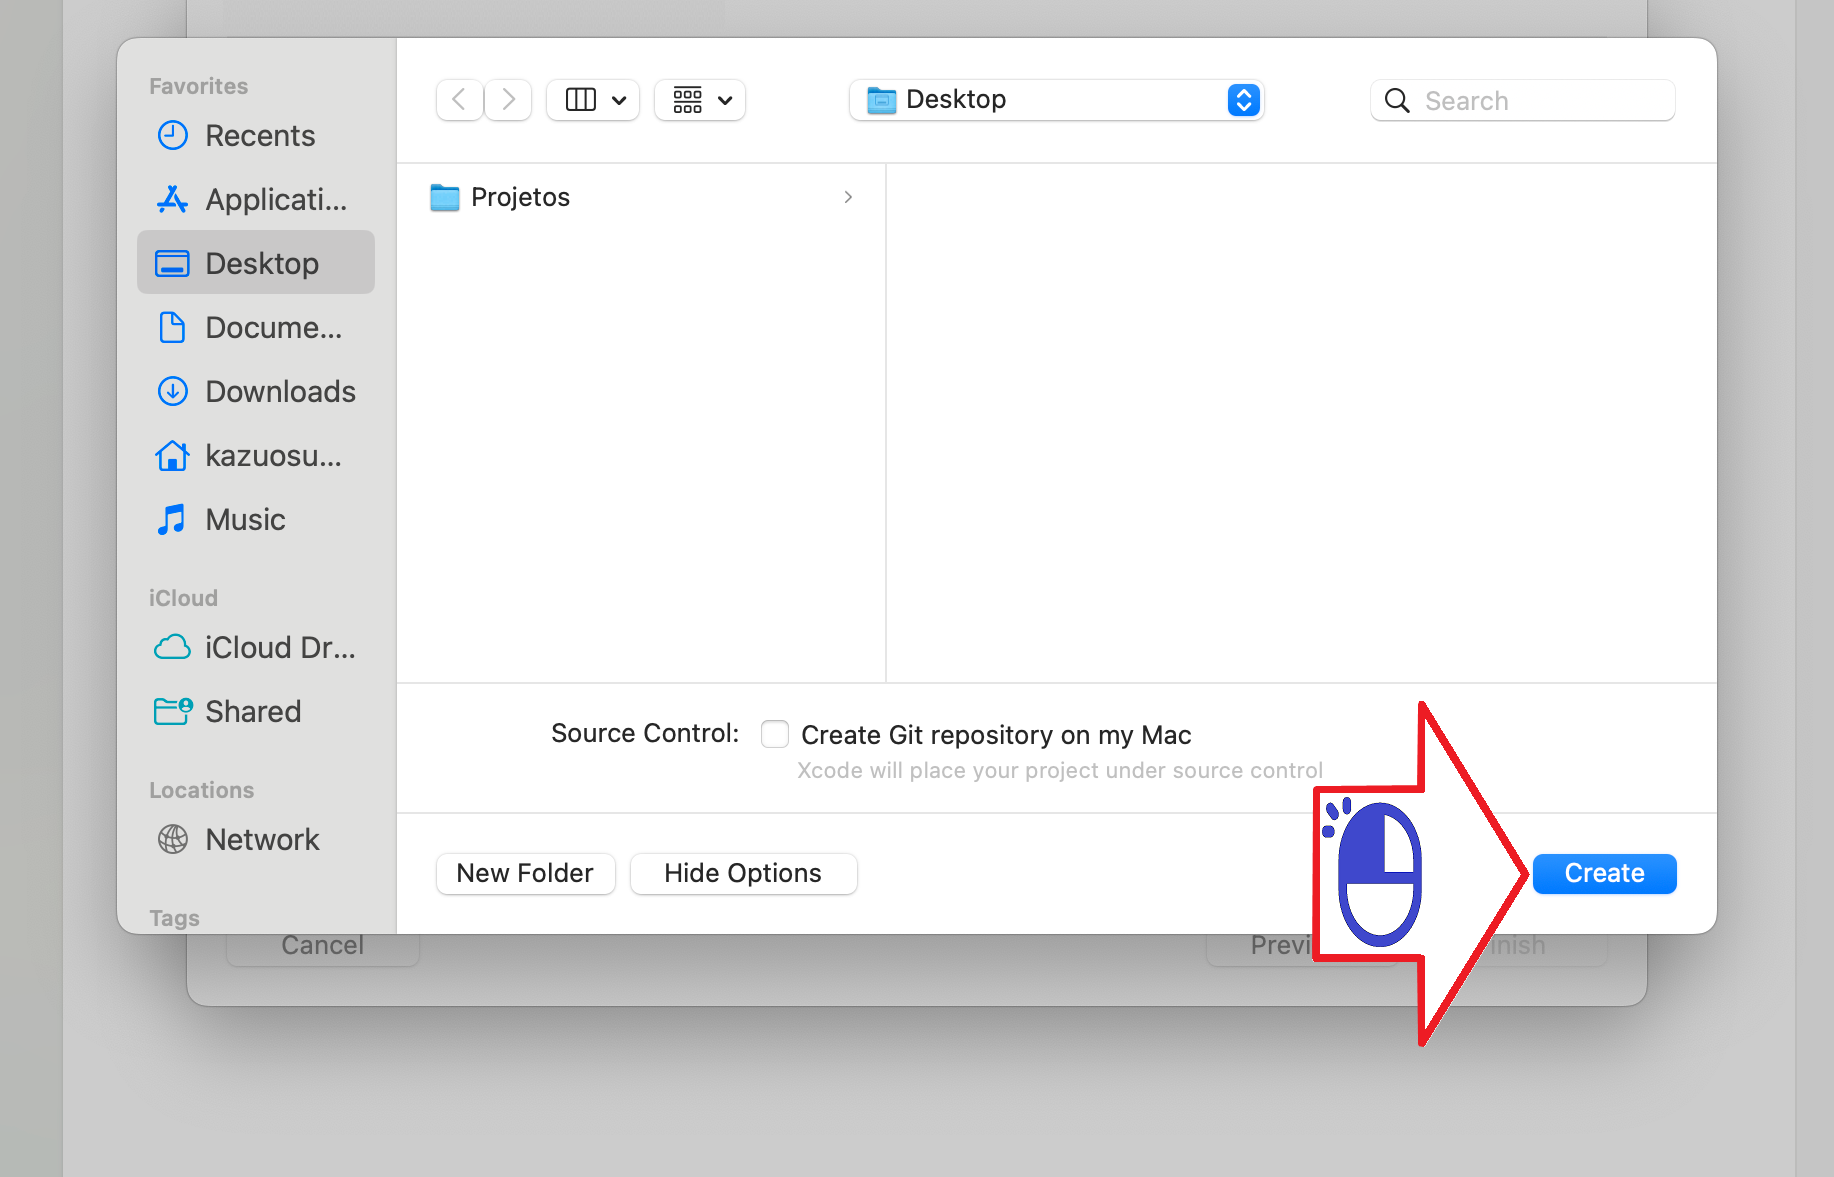 Favorites
Recents
Applicati...
Desktop
Docume...
Downloads
kazuosu...
Music
iCloud
iCloud Dr...
Shared
Locations
Network
Tags
Desktop
Search
Projetos
Source Control:
Create Git repository on my Mac
Xcode will place your project under source control
New Folder
Hide Options
Create
Cancel
Previ
inish